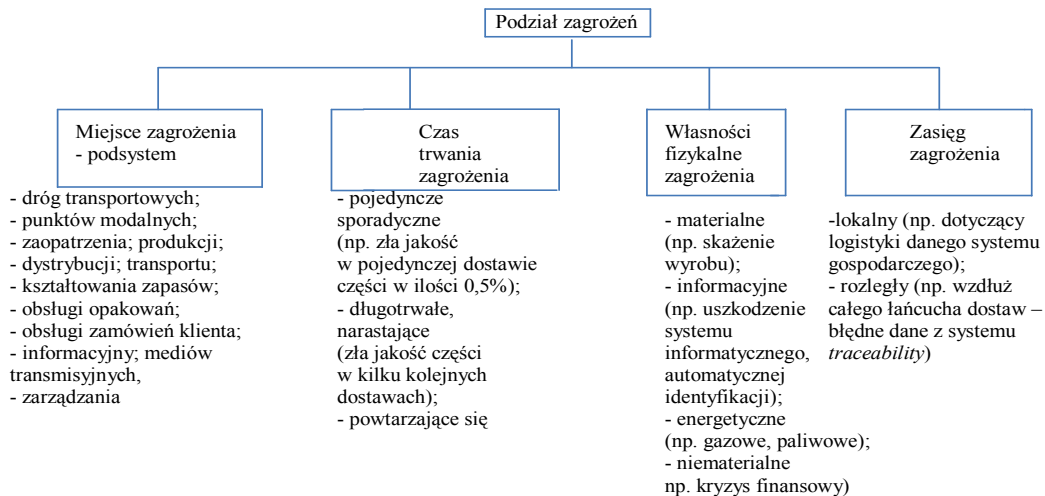 Podział zagrożeń
Miejsce zagrożenia
- podsystem
- dróg transportowych;
- punktów modalnych;
- zaopatrzenia; produkcji;
- dystrybucji; transportu;
- kształtowania zapasów;
- obsługi opakowań;
- obsługi zamówień klienta;
- informacyjny; mediów
transmisyjnych,
- zarządzania
Czas
trwania
zagrożenia
- pojedyncze
sporadyczne
(np. zła jakość
w pojedynczej dostawie
części w ilości 0,5%);
- długotrwałe,
narastające
(zła jakość części
w kilku kolejnych
dostawach);
- powtarzające się
Własności
fizykalne
zagrożenia
- materialne
(np. skażenie
wyrobu);
- informacyjne
(np. uszkodzenie
systemu
informatycznego,
automatycznej
identyfikacji);
- energetyczne
(np. gazowe, paliwowe);
- niematerialne
np. kryzys finansowy)
Zasięg
zagrożenia
-lokalny (np. dotyczący
logistyki danego systemu
gospodarczego);
- rozległy (np. wzdłuż
całego łańcucha dostaw –
błędne dane z systemu
traceability)